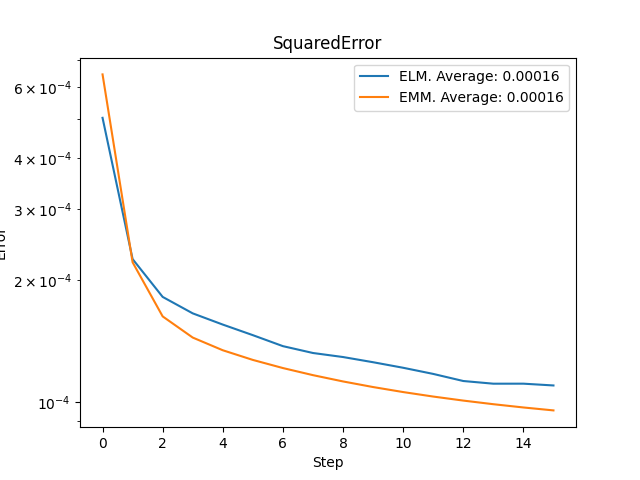 SquaredError
ELM. Average: 0.00016
EMM. Average: 0.00016
6 × 10⁻⁴
4 × 10⁻⁴
3 × 10⁻⁴
2 × 10⁻⁴
10⁻⁴
Error
0 2 4 6 8 10 12 14
Step